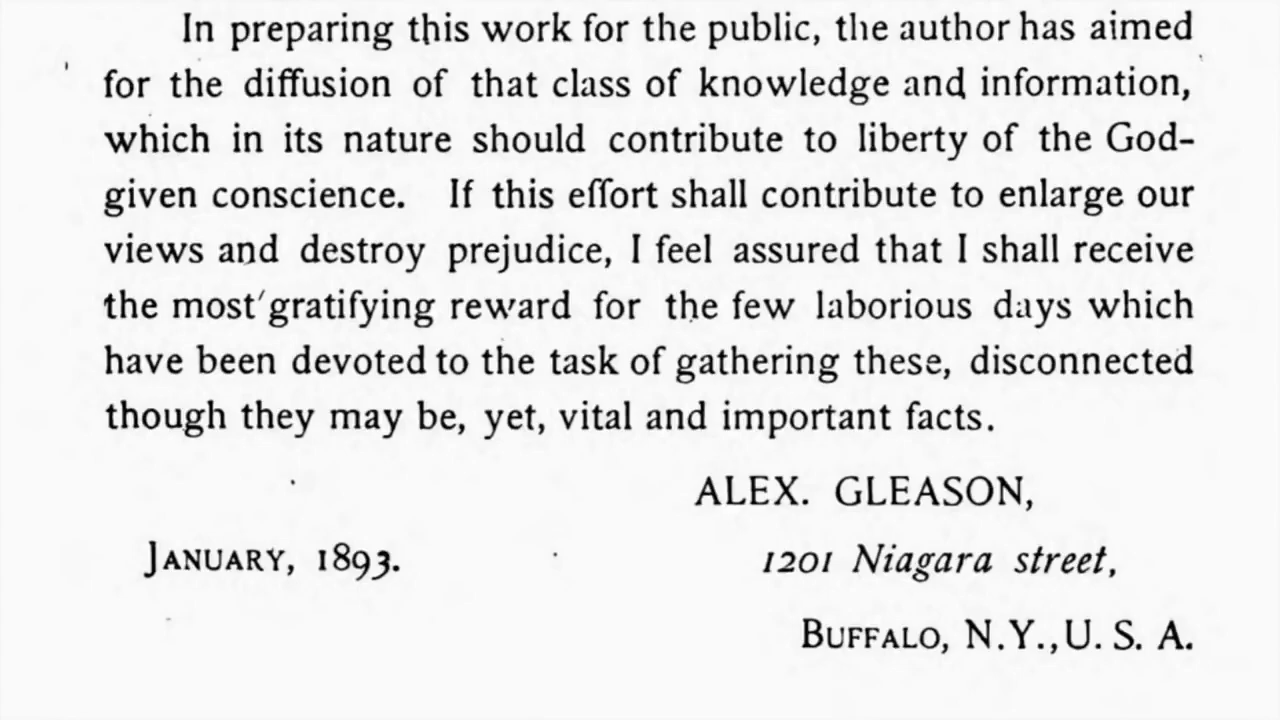 In preparing this work for the public, the author has aimed
for the diffusion of that class of knowledge and information,
which in its nature should contribute to liberty of the God-
given conscience. If this effort shall contribute to enlarge our
views and destroy prejudice, I feel assured that I shall receive
the most gratifying reward for the few laborious days which
have been devoted to the task of gathering these, disconnected
though they may be, yet, vital and important facts.
ALEX. GLEASON,
JANUARY, 1893.
1201 Niagara street,
BUFFALO, N.Y., U. S. A.